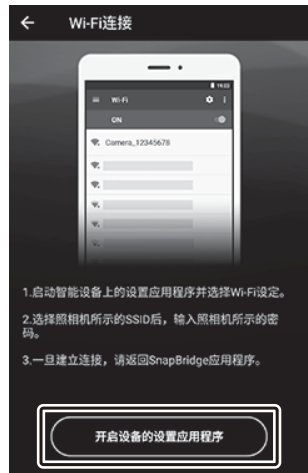 ← Wi-Fi连接
19:03
Wi-Fi
ON
Camera_12345678
1.启动智能设备上的设置应用程序并选择Wi-Fi设定。
2.选择照相机所示的SSID后，输入照相机所示的密
码。
3.一旦建立连接，请返回SnapBridge应用程序。
开启设备的设置应用程序